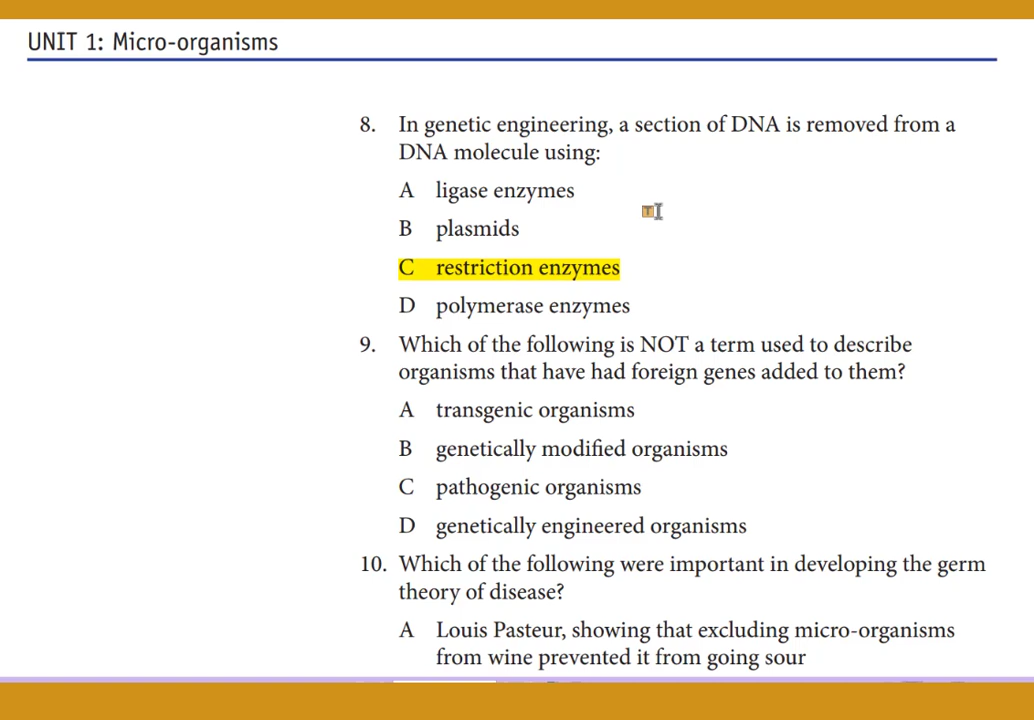 UNIT 1: Micro-organisms
8. In genetic engineering, a section of DNA is removed from a
DNA molecule using:
A ligase enzymes
B plasmids
C restriction enzymes
D polymerase enzymes
9. Which of the following is NOT a term used to describe
organisms that have had foreign genes added to them?
A transgenic organisms
B genetically modified organisms
C pathogenic organisms
D genetically engineered organisms
10. Which of the following were important in developing the germ
theory of disease?
A Louis Pasteur, showing that excluding micro-organisms
from wine prevented it from going sour